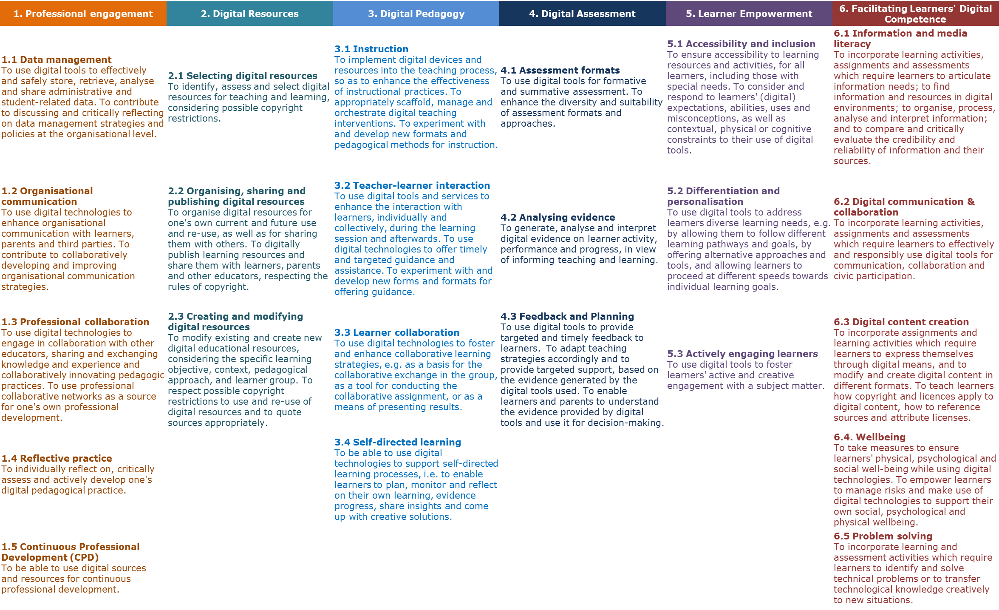 1. Professional engagement
2. Digital Resources
3. Digital Pedagogy
4. Digital Assessment
5. Learner Empowerment
6. Facilitating Learners' Digital
Competence
1.1 Data management
To use digital tools to effectively
and safely store, retrieve, analyse
and share administrative and
student-related data. To contribute
to discussing and critically reflecting
on data management strategies and
policies at the organisational level.
2.1 Selecting digital resources
To identify, assess and select digital
resources for teaching and learning,
considering possible copyright
restrictions.
3.1 Instruction
To implement digital devices and
resources into the teaching process,
so as to enhance the effectiveness
of instructional practices. To
appropriately scaffold, manage and
orchestrate digital teaching
interventions. To experiment with
and develop new formats and
pedagogical methods for instruction.
4.1 Assessment formats
To use digital tools for formative
and summative assessment. To
enhance the diversity and suitability
of assessment formats and
approaches.
5.1 Accessibility and inclusion
To ensure accessibility to learning
resources and activities, for all
learners, including those with
special needs. To consider and
respond to learners' (digital)
expectations, abilities, uses and
misconceptions, as well as
contextual, physical or cognitive
constraints to their use of digital
tools.
6.1 Information and media
literacy
To incorporate learning activities,
assignments and assessments
which require learners to articulate
information needs; to find
information and resources in digital
environments; to organise, process,
analyse and interpret information;
and to compare and critically
evaluate the credibility and
reliability of information and their
sources.
1.2 Organisational
communication
To use digital technologies to
enhance organisational
communication with learners,
parents and third parties. To
contribute to collaboratively
developing and improving
organisational communication
strategies.
2.2 Organising, sharing and
publishing digital resources
To organise digital resources for
one's own current and future use
and re-use, as well as for sharing
them with others. To digitally
publish learning resources and
share them with learners, parents
and other educators, respecting the
rules of copyright.
3.2 Teacher-learner interaction
To use digital tools and services to
enhance the interaction with
learners, individually and
collectively, during the learning
session and afterwards. To use
digital technologies to offer timely
and targeted guidance and
assistance. To experiment with and
develop new forms and formats for
offering guidance.
4.2 Analysing evidence
To generate, analyse and interpret
digital evidence on learner activity,
performance and progress, in view
of informing teaching and learning.
5.2 Differentiation and
personalisation
To use digital tools to address
learners diverse learning needs, e.g.
by allowing them to follow different
learning pathways and goals, by
offering alternative approaches and
tools, and allowing learners to
proceed at different speeds towards
individual learning goals.
6.2 Digital communication &
collaboration
To incorporate learning activities,
assignments and assessments
which require learners to effectively
and responsibly use digital tools for
communication, collaboration and
civic participation.
1.3 Professional collaboration
To use digital technologies to
engage in collaboration with other
educators, sharing and exchanging
knowledge and experience and
collaboratively innovating pedagogic
practices. To use professional
collaborative networks as a source
for one's own professional
development.
2.3 Creating and modifying
digital resources
To modify existing and create new
digital educational resources,
considering the specific learning
objective, context, pedagogical
approach, and learner group. To
respect possible copyright
restrictions to use and re-use of
digital resources and to quote
sources appropriately.
3.3 Learner collaboration
To use digital technologies to foster
and enhance collaborative learning
strategies, e.g. as a basis for the
collaborative exchange in the group,
as a tool for conducting the
collaborative assignment, or as a
means of presenting results.
4.3 Feedback and Planning
To use digital tools to provide
targeted and timely feedback to
learners. To adapt teaching
strategies accordingly and to
provide targeted support, based on
the evidence generated by the
digital tools used. To enable
learners and parents to understand
the evidence provided by digital
tools and use it for decision-making.
5.3 Actively engaging learners
To use digital tools to foster
learners' active and creative
engagement with a subject matter.
6.3 Digital content creation
To incorporate assignments and
learning activities which require
learners to express themselves
through digital means, and to
modify and create digital content in
different formats. To teach learners
how copyright and licences apply to
digital content, how to reference
sources and attribute licenses.
1.4 Reflective practice
To individually reflect on, critically
assess and actively develop one's
digital pedagogical practice.
3.4 Self-directed learning
To be able to use digital
technologies to support self-directed
learning processes, i.e. to enable
learners to plan, monitor and reflect
on their own learning, evidence
progress, share insights and come
up with creative solutions.
6.4. Wellbeing
To take measures to ensure
learners' physical, psychological and
social well-being while using digital
technologies. To empower learners
to manage risks and make use of
digital technologies to support their
own social, psychological and
physical wellbeing.
1.5 Continuous Professional
Development (CPD)
To be able to use digital sources
and resources for continuous
professional development.
6.5 Problem solving
To incorporate learning and
assessment activities which require
learners to identify and solve
technical problems or to transfer
technological knowledge creatively
to new situations.